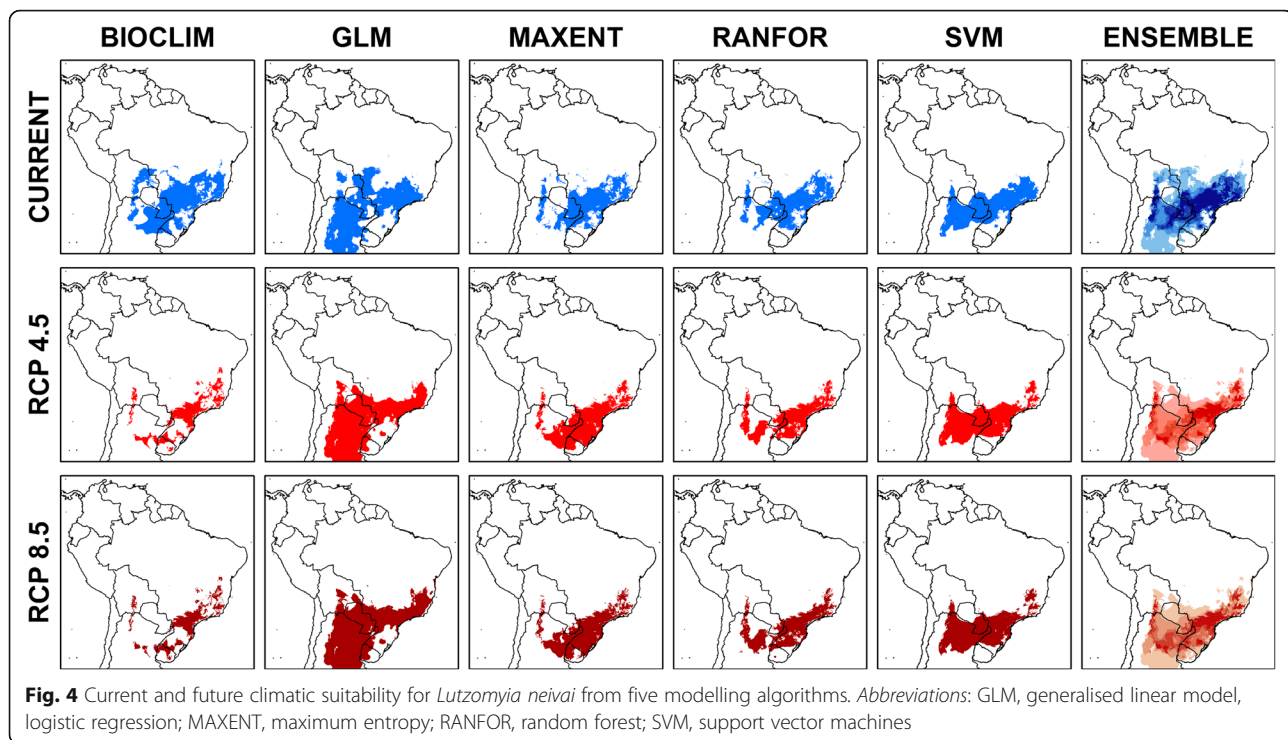 BIOCLIM GLM MAXENT RANFOR SVM ENSEMBLE
CURRENT
RCP 4.5
RCP 8.5
Fig. 4 Current and future climatic suitability for Lutzomyia neivai from five modelling algorithms. Abbreviations: GLM, generalised linear model,
logistic regression; MAXENT, maximum entropy; RANFOR, random forest; SVM, support vector machines